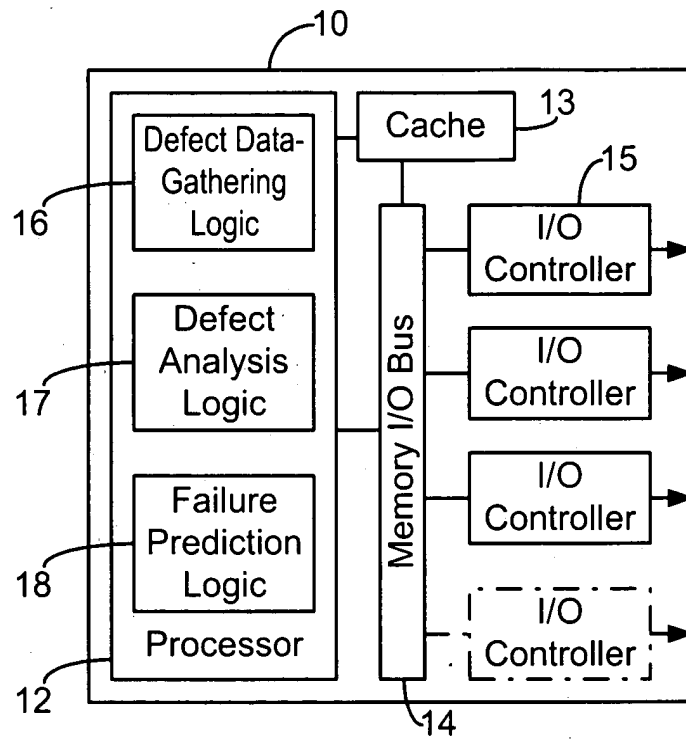 10
Cache
13
Defect Data-
Gathering
Logic
16
15
I/O
Controller
Defect
Analysis
Logic
17
Memory I/O Bus
I/O
Controller
I/O
Controller
Failure
Prediction
Logic
18
I/O
Controller
Processor
12
14